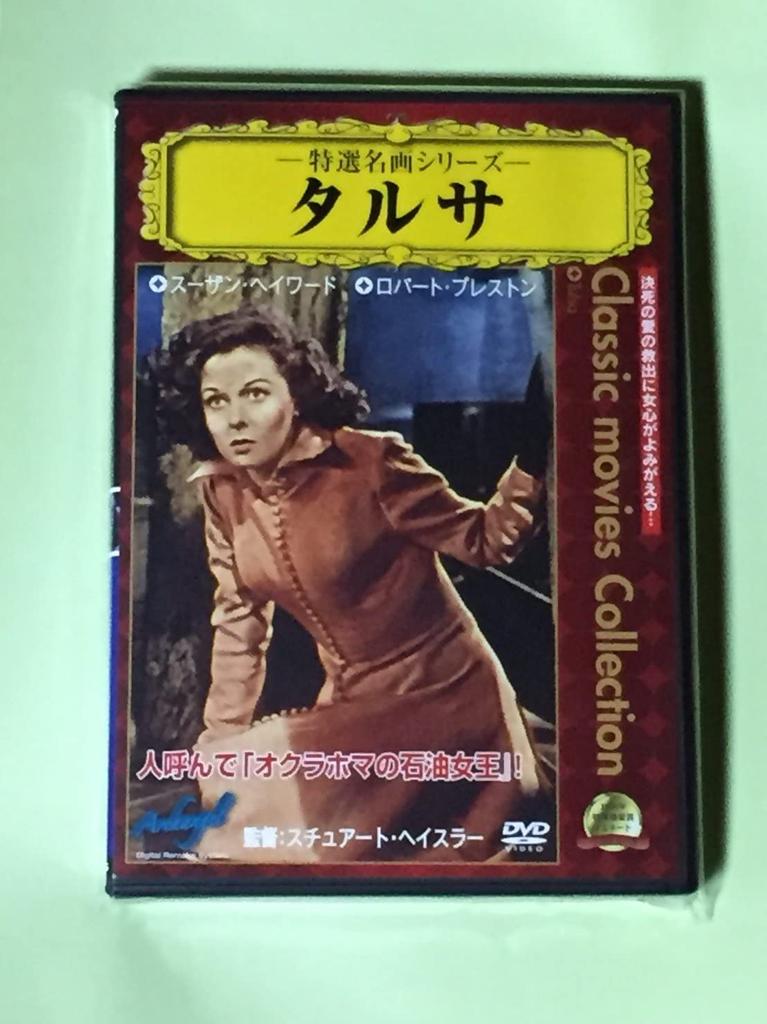 ―特選名画シリーズ―
タルサ
スーザン・ヘイワード
ロバート・プレストン
決死の愛の救出に女心がよみがえる…
Classic movies Collection
Tulsa
人呼んで「オクラホマの石油女王」!
監督:スチュアート・ヘイスラー
DVD
VIDEO